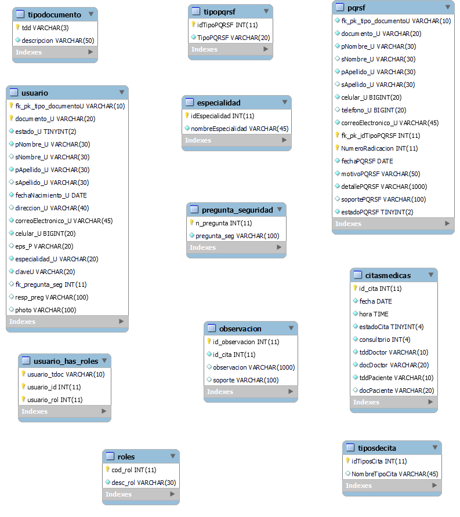 tipodocumento
tdd VARCHAR(3)
descripcion VARCHAR(50)
Indexes
tipopqrsf
idTipoPQRSF INT(11)
TipoPQRSF VARCHAR(20)
Indexes
pqrsf
fk_pk_tipo_documentoU VARCHAR(10)
documento_U VARCHAR(20)
pNombre_U VARCHAR(30)
sNombre_U VARCHAR(30)
pApellido_U VARCHAR(30)
sApellido_U VARCHAR(30)
celular_U BIGINT(20)
telefono_U BIGINT(20)
correoElectronico_U VARCHAR(45)
fk_pk_idTipoPQRSF INT(11)
NumeroRadicacion INT(11)
fechaPQRSF DATE
motivoPQRSF VARCHAR(50)
detallePQRSF VARCHAR(1000)
soportePQRSF VARCHAR(100)
estadoPQRSF TINYINT(2)
Indexes
usuario
fk_pk_tipo_documentoU VARCHAR(10)
documento_U VARCHAR(20)
estado_U TINYINT(2)
pNombre_U VARCHAR(30)
sNombre_U VARCHAR(30)
pApellido_U VARCHAR(30)
sApellido_U VARCHAR(30)
fechaNacimiento_U DATE
direccion_U VARCHAR(40)
correoElectronico_U VARCHAR(45)
celular_U BIGINT(20)
eps_P VARCHAR(20)
especialidad_U VARCHAR(20)
claveU VARCHAR(20)
fk_pregunta_seg INT(11)
resp_preg VARCHAR(100)
photo VARCHAR(100)
Indexes
especialidad
idEspecialidad INT(11)
nombreEspecialidad VARCHAR(45)
Indexes
pregunta_seguridad
n_pregunta INT(11)
pregunta_seg VARCHAR(100)
Indexes
citasmedicas
id_cita INT(11)
fecha DATE
hora TIME
estadoCita TINYINT(4)
consultorio INT(4)
tddDoctor VARCHAR(10)
docDoctor VARCHAR(20)
tddPaciente VARCHAR(10)
docPaciente VARCHAR(20)
Indexes
observacion
id_observacion INT(11)
id_cita INT(11)
observacion VARCHAR(1000)
soporte VARCHAR(100)
Indexes
usuario_has_roles
usuario_tdoc VARCHAR(10)
usuario_id INT(11)
usuario_rol INT(11)
Indexes
roles
cod_rol INT(11)
desc_rol VARCHAR(30)
Indexes
tiposdecita
idTiposCita INT(11)
NombreTipoCita VARCHAR(45)
Indexes